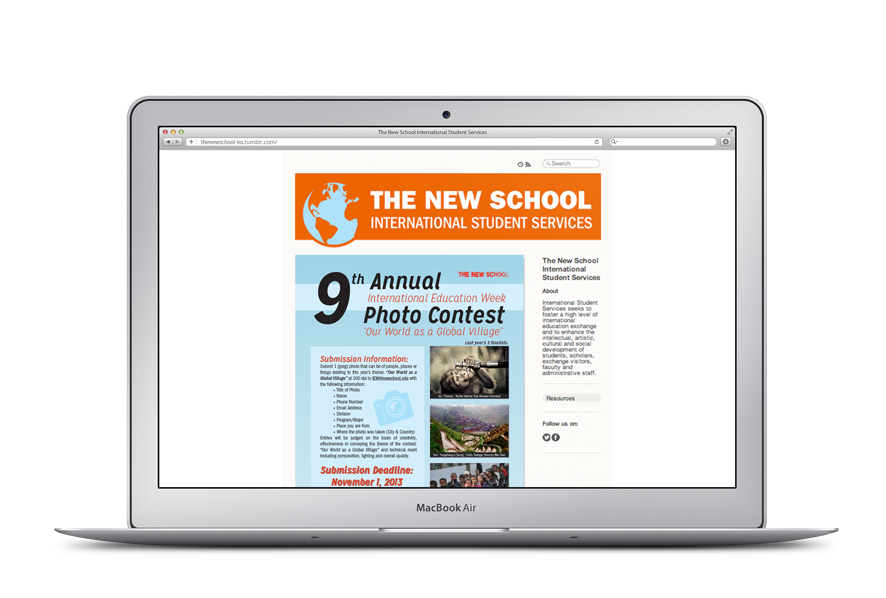 The New School International Student Services
thenewschool-iss.tumblr.com/
Search
THE NEW SCHOOL
INTERNATIONAL STUDENT SERVICES
9th Annual
THE NEW SCHOOL
International Education Week
Photo Contest
"Our World as a Global Village"
Last year's 3 finalists:
Submission Information:
Submit 1 (jpeg) photo that can be of people, places or
things relating to this year's theme: "Our World as a
Global Village" at 300 dpi to IEW@newschool.edu with
the following information:
• Title of Photo
• Name
• Phone Number
• Email Address
• Division
• Program/Major
• Place you are from
• Where the photo was taken (City & Country)
Entries will be judged on the basis of creativity,
effectiveness in conveying the theme of the contest:
"Our World as a Global Village" and technical merit
including composition, lighting and overall quality.
Submission Deadline:
November 1, 2013
The New School
International
Student Services
About
International Student
Services seeks to
foster a high level of
international
education exchange
and to enhance the
intellectual, artistic,
cultural and social
development of
students, scholars,
exchange visitors,
faculty and
administrative staff.
Resources
Follow us on:
MacBook Air